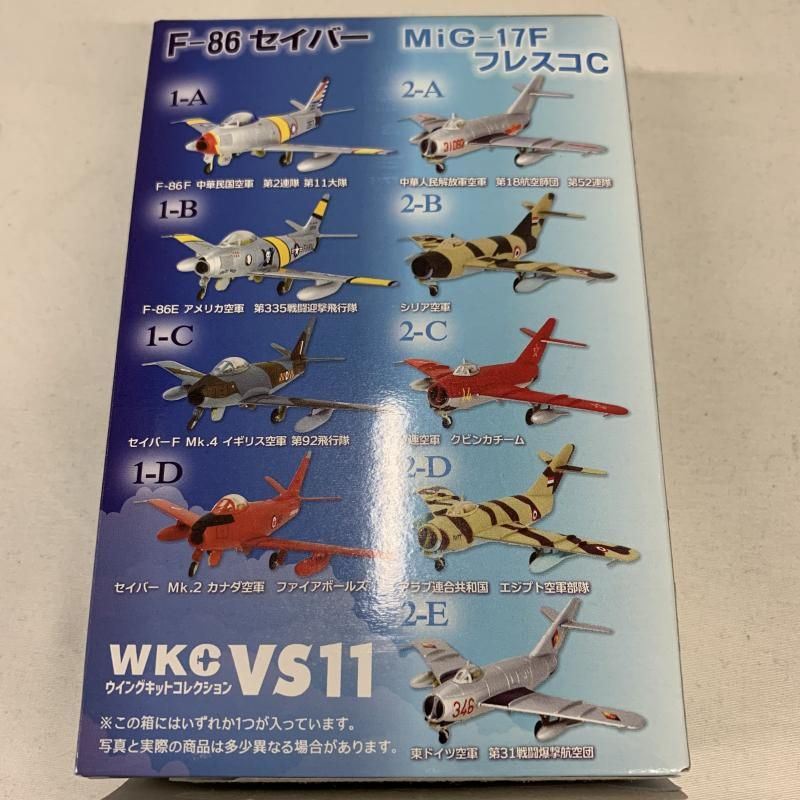 F-86 セイバー
MiG-17F
フレスコC
1-A
F-86F 中華民国空軍 第2連隊 第11大隊
1-B
F-86E アメリカ空軍 第335戦闘迎撃飛行隊
1-C
セイバーF Mk.4 イギリス空軍 第92飛行隊
1-D
セイバー Mk.2 カナダ空軍 ファイアボールズ
2-A
31082
中華人民解放軍空軍 第18航空師団 第52連隊
2-B
シリア空軍
2-C
14
連空軍 クビンカチーム
2-D
アラブ連合共和国 エジプト空軍部隊
2-E
346
東ドイツ空軍 第31戦闘爆撃航空団
WKC VS11
ウイングキットコレクション
※この箱にはいずれか1つが入っています。
写真と実際の商品は多少異なる場合があります。